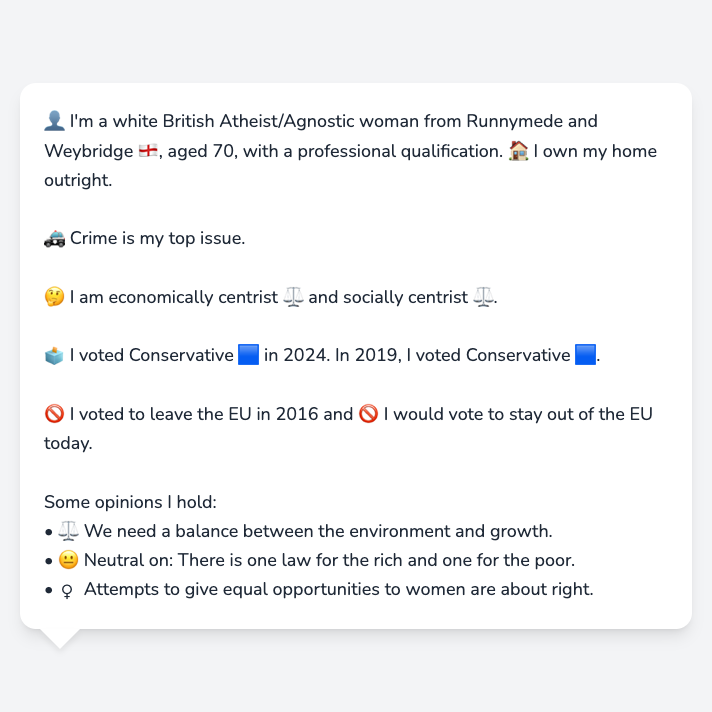 👤 I'm a white British Atheist/Agnostic woman from Runnymede and
Weybridge 🏴󠁧󠁢󠁥󠁮󠁧󠁿, aged 70, with a professional qualification. 🏠 I own my home
outright.
🚓 Crime is my top issue.
🤔 I am economically centrist ⚖️ and socially centrist ⚖️.
🗳️ I voted Conservative 🟦 in 2024. In 2019, I voted Conservative 🟦.
🚫 I voted to leave the EU in 2016 and 🚫 I would vote to stay out of the EU
today.
Some opinions I hold:
• ⚖️ We need a balance between the environment and growth.
• 😐 Neutral on: There is one law for the rich and one for the poor.
• ♀ Attempts to give equal opportunities to women are about right.